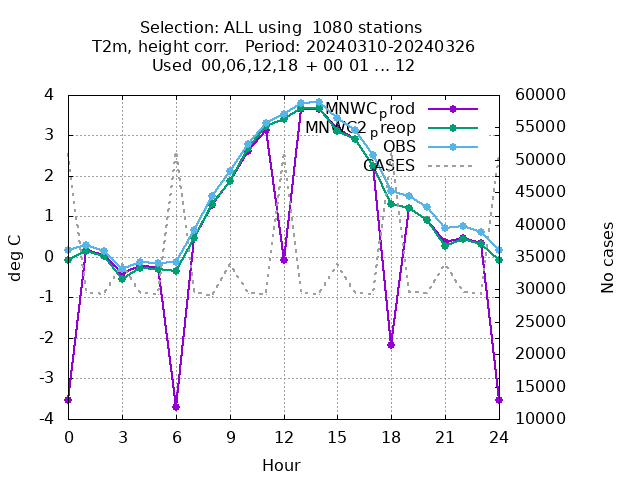 Selection: ALL using  1080 stations
T2m, height corr.   Period: 20240310-20240326
Used  00,06,12,18 + 00 01 ... 12
4
3
2
1
0
-1
-2
-3
-4
deg C
60000
55000
50000
45000
40000
35000
30000
25000
20000
15000
10000
No cases
MNWC_prod
MNWC2_preop
OBS
CASES
0 3 6 9 12 15 18 21 24
Hour